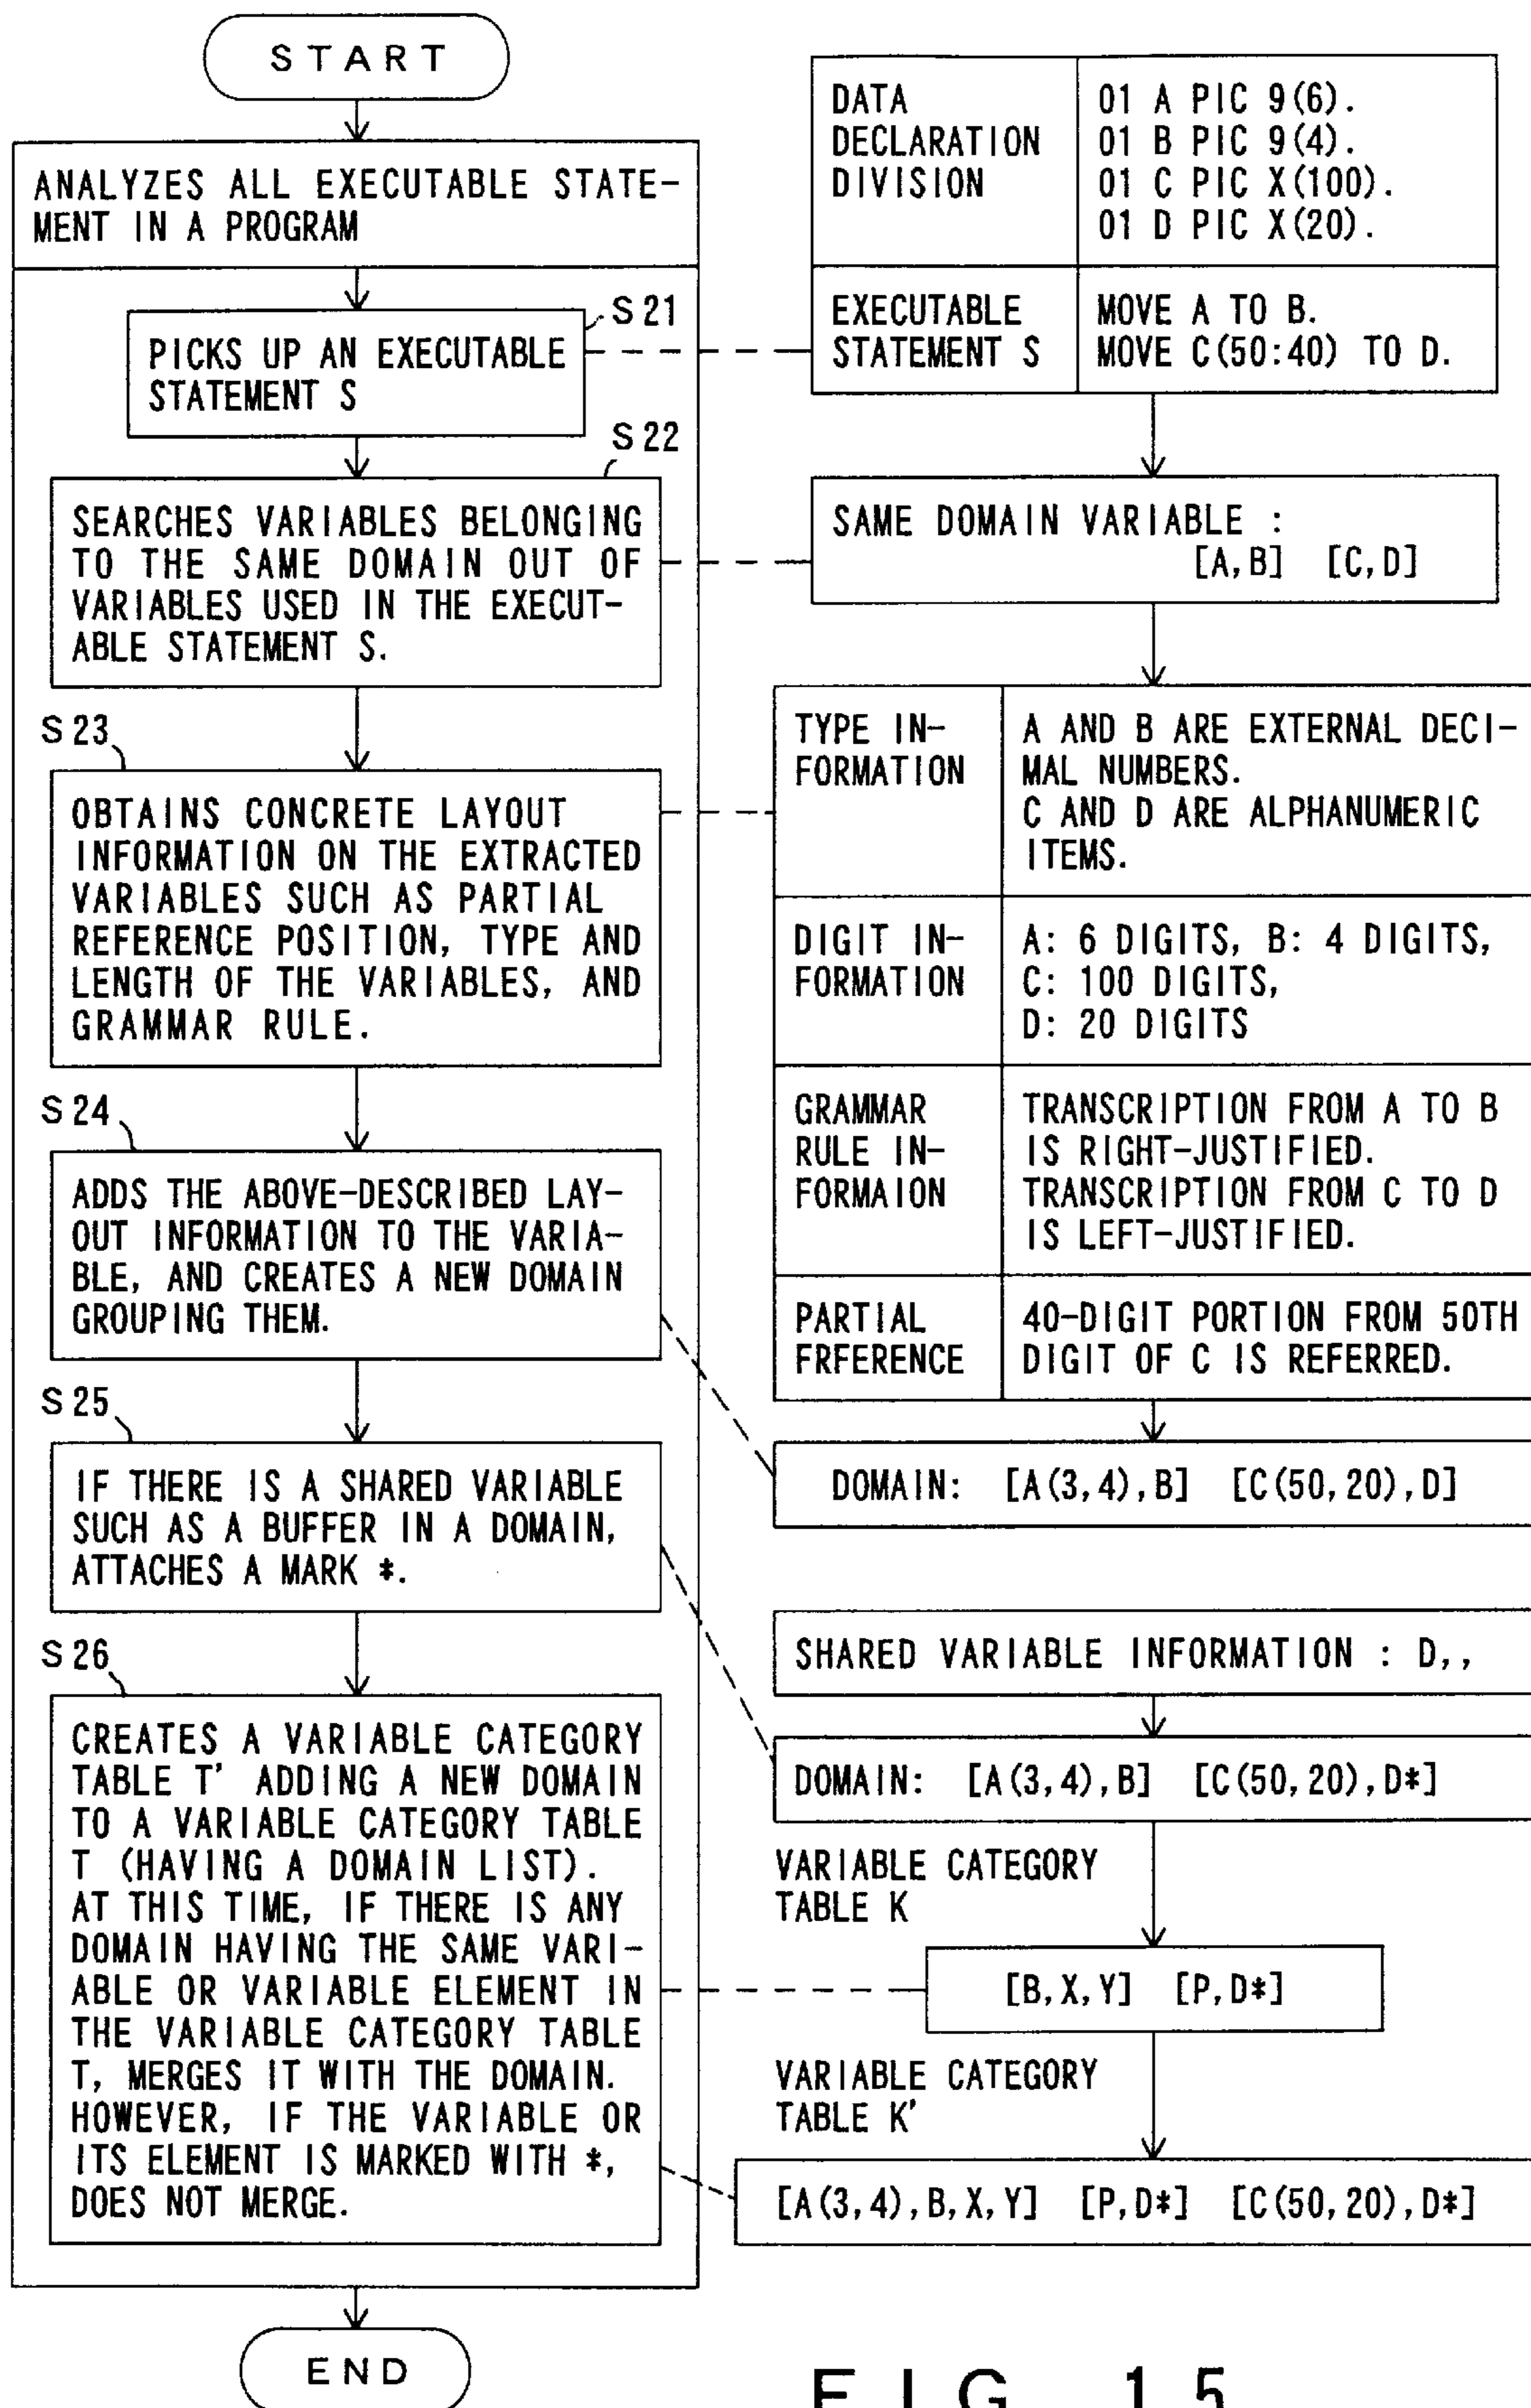 START
ANALYZES ALL EXECUTABLE STATE-
MENT IN A PROGRAM
S21
PICKS UP AN EXECUTABLE
STATEMENT S
S22
SEARCHES VARIABLES BELONGING
TO THE SAME DOMAIN OUT OF
VARIABLES USED IN THE EXECUT-
ABLE STATEMENT S.
S23
OBTAINS CONCRETE LAYOUT
INFORMATION ON THE EXTRACTED
VARIABLES SUCH AS PARTIAL
REFERENCE POSITION, TYPE AND
LENGTH OF THE VARIABLES, AND
GRAMMAR RULE.
S24
ADDS THE ABOVE-DESCRIBED LAY-
OUT INFORMATION TO THE VARIA-
BLE, AND CREATES A NEW DOMAIN
GROUPING THEM.
S25
IF THERE IS A SHARED VARIABLE
SUCH AS A BUFFER IN A DOMAIN,
ATTACHES A MARK *.
S26
CREATES A VARIABLE CATEGORY
TABLE T' ADDING A NEW DOMAIN
TO A VARIABLE CATEGORY TABLE
T (HAVING A DOMAIN LIST).
AT THIS TIME, IF THERE IS ANY
DOMAIN HAVING THE SAME VARI-
ABLE OR VARIABLE ELEMENT IN
THE VARIABLE CATEGORY TABLE
T, MERGES IT WITH THE DOMAIN.
HOWEVER, IF THE VARIABLE OR
ITS ELEMENT IS MARKED WITH *,
DOES NOT MERGE.
END
DATA
DECLARATION
DIVISION
01 A PIC 9(6).
01 B PIC 9(4).
01 C PIC X(100).
01 D PIC X(20).
EXECUTABLE
STATEMENT S
MOVE A TO B.
MOVE C(50:40) TO D.
SAME DOMAIN VARIABLE :
[A,B] [C,D]
TYPE IN-
FORMATION
A AND B ARE EXTERNAL DECI-
MAL NUMBERS.
C AND D ARE ALPHANUMERIC
ITEMS.
DIGIT IN-
FORMATION
A: 6 DIGITS, B: 4 DIGITS,
C: 100 DIGITS,
D: 20 DIGITS
GRAMMAR
RULE IN-
FORMAION
TRANSCRIPTION FROM A TO B
IS RIGHT-JUSTIFIED.
TRANSCRIPTION FROM C TO D
IS LEFT-JUSTIFIED.
PARTIAL
FRFERENCE
40-DIGIT PORTION FROM 50TH
DIGIT OF C IS REFERRED.
DOMAIN: [A(3,4),B] [C(50,20),D]
SHARED VARIABLE INFORMATION : D,,
DOMAIN: [A(3,4),B] [C(50,20),D*]
VARIABLE CATEGORY
TABLE K
[B,X,Y] [P,D*]
VARIABLE CATEGORY
TABLE K'
[A(3,4),B,X,Y] [P,D*] [C(50,20),D*]
FIG. 15